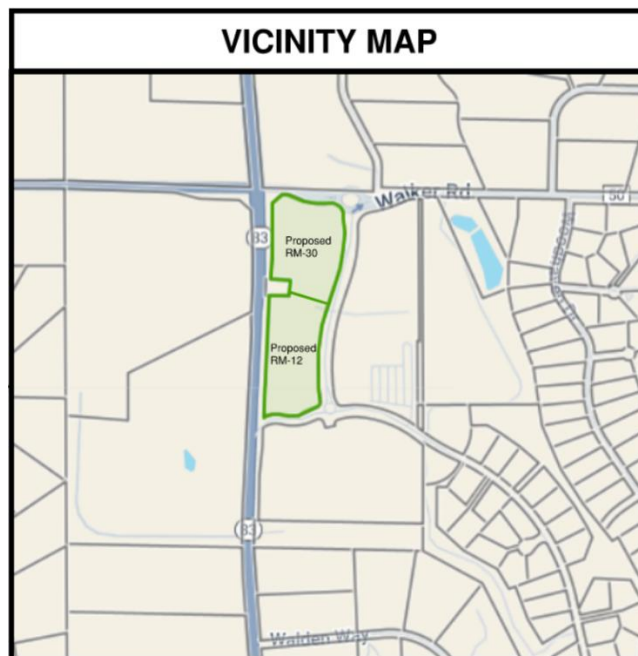 VICINITY MAP
Walker Rd
50
83
Proposed
RM-30
Proposed
RM-12
83
Walden Way